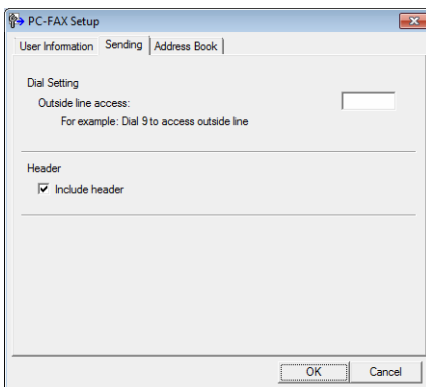 PC-FAX Setup
User Information Sending Address Book
Dial Setting
Outside line access:
For example: Dial 9 to access outside line
Header
Include header
OK Cancel